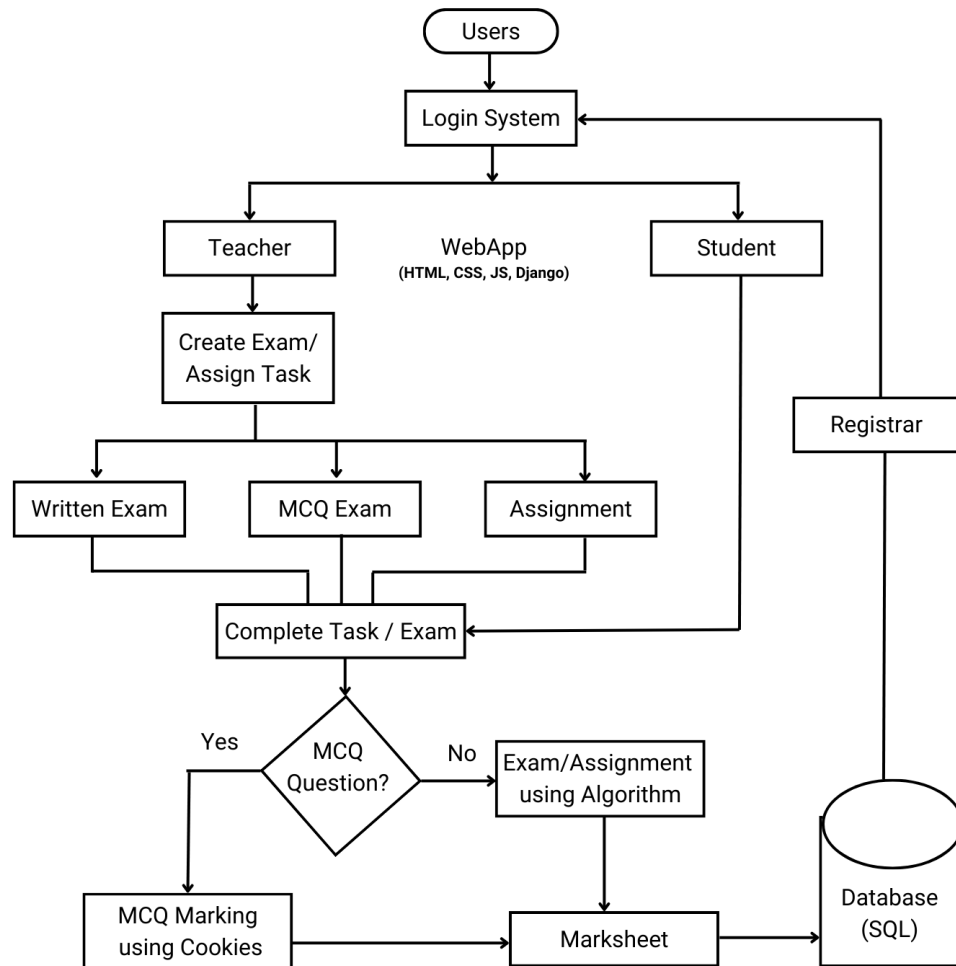 Users
Login System
Teacher
WebApp
(HTML, CSS, JS, Django)
Student
Create Exam/
Assign Task
Registrar
Written Exam
MCQ Exam
Assignment
Complete Task / Exam
Yes
MCQ
Question?
No
Exam/Assignment
using Algorithm
MCQ Marking
using Cookies
Marksheet
Database
(SQL)